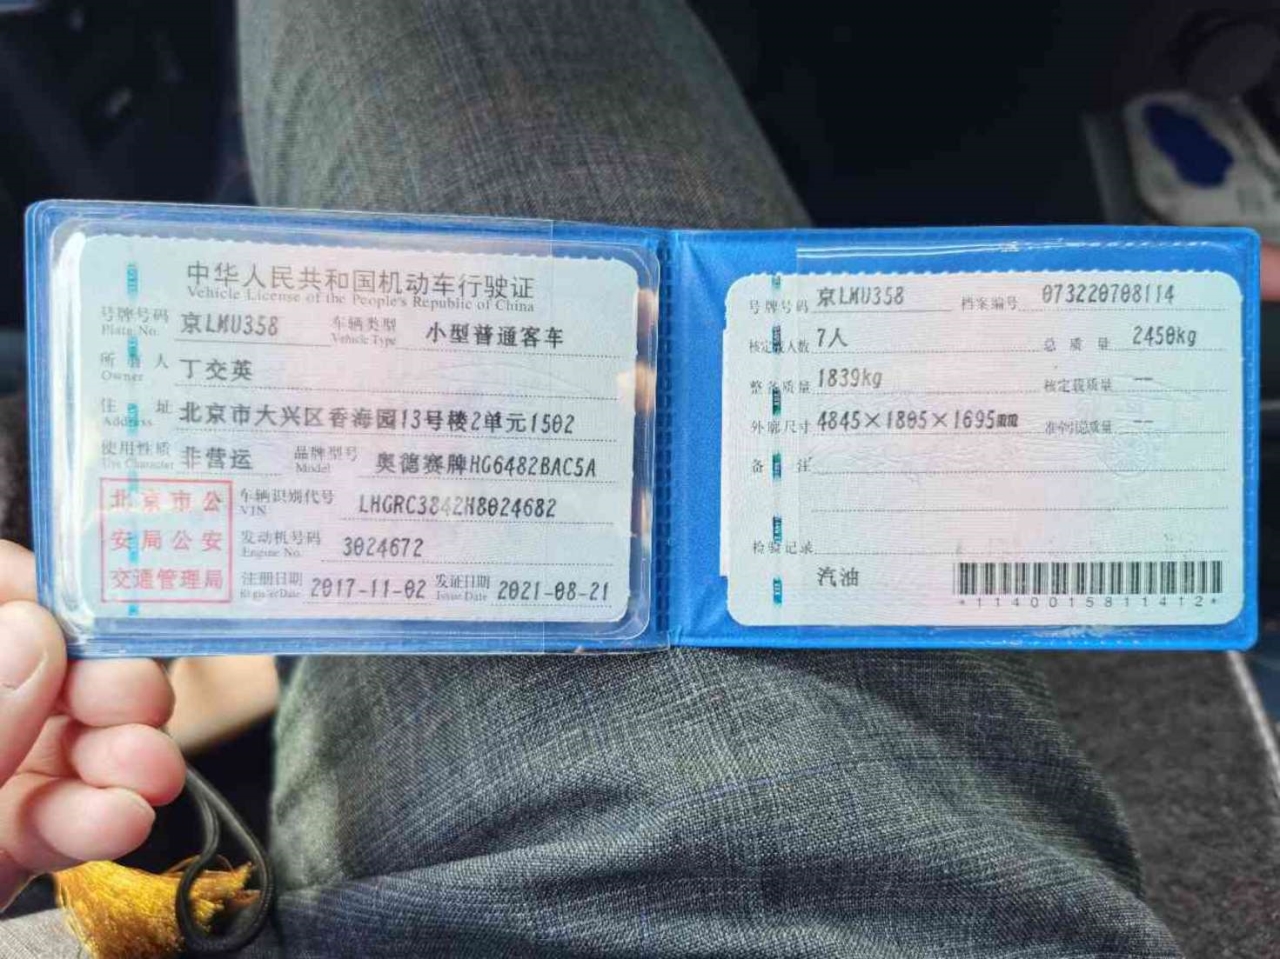 中华人民共和国机动车行驶证
Vehicle License of the People's Republic of China
号牌号码 京LMU358 车辆类型 小型普通客车
Plate No. Vehicle Type
所有人 丁交英
Owner
住址 北京市大兴区香海园13号楼2单元1502
Address
使用性质 非营运 品牌型号 奥德赛牌HG6482BAC5A
Use Character Model
北京市公
安局公安
交通管理局
车辆识别代号 LHGRC3842H8024682
VIN
发动机号码 3024672
Engine No.
注册日期 2017-11-02 发证日期 2021-08-21
Register Date Issue Date
号牌号码 京LMU358 档案编号 073220708114
核定载人数 7人 总质量 2450kg
整备质量 1839kg 核定载质量 --
外廓尺寸 4845×1805×1695mm 准牵引总质量 --
备注
检验记录
汽油
*1140015811412*